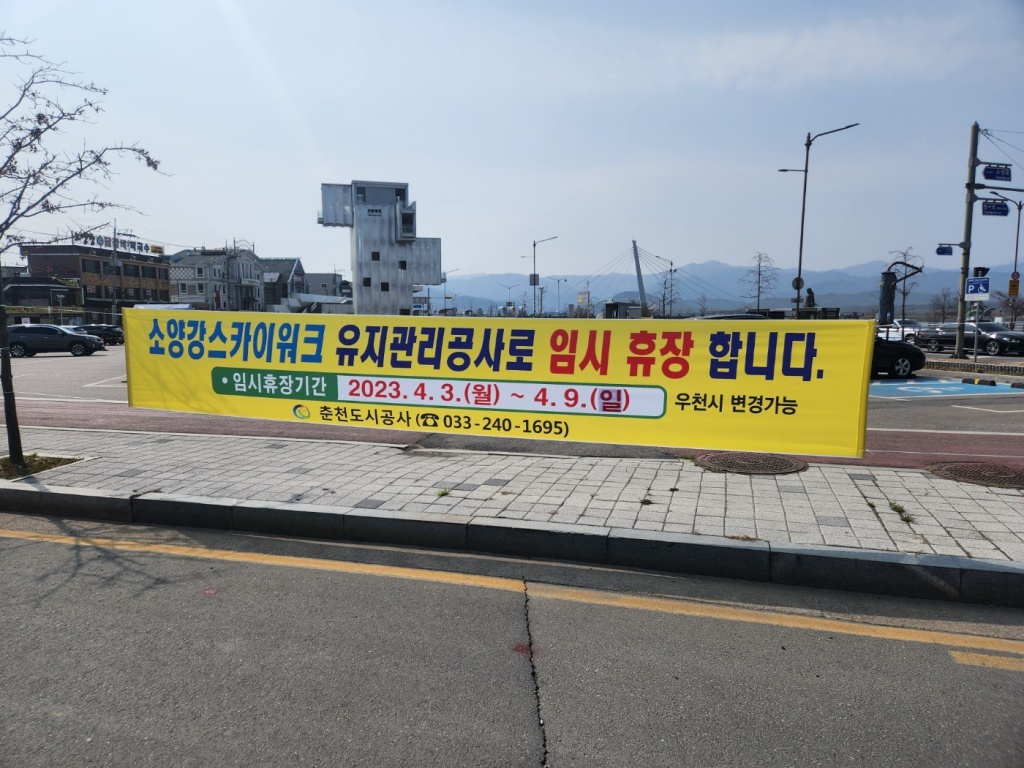 소양강스카이워크 유지관리공사로 임시 휴장 합니다.
• 임시휴장기간 2023. 4. 3.(월) ~ 4. 9.(일) 우천시 변경가능
춘천도시공사 (☎ 033-240-1695)